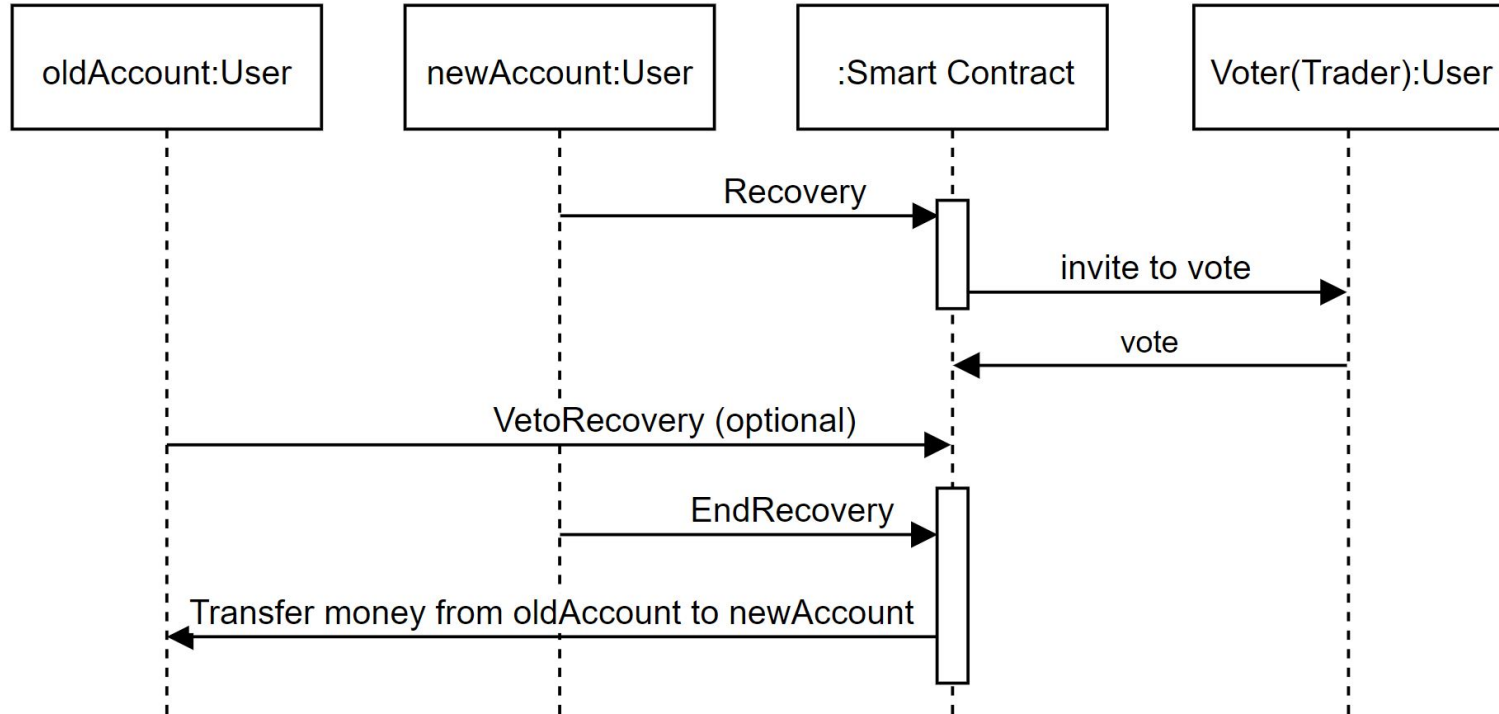 oldAccount:User
newAccount:User
:Smart Contract
Voter(Trader):User
Recovery
invite to vote
vote
VetoRecovery (optional)
EndRecovery
Transfer money from oldAccount to newAccount